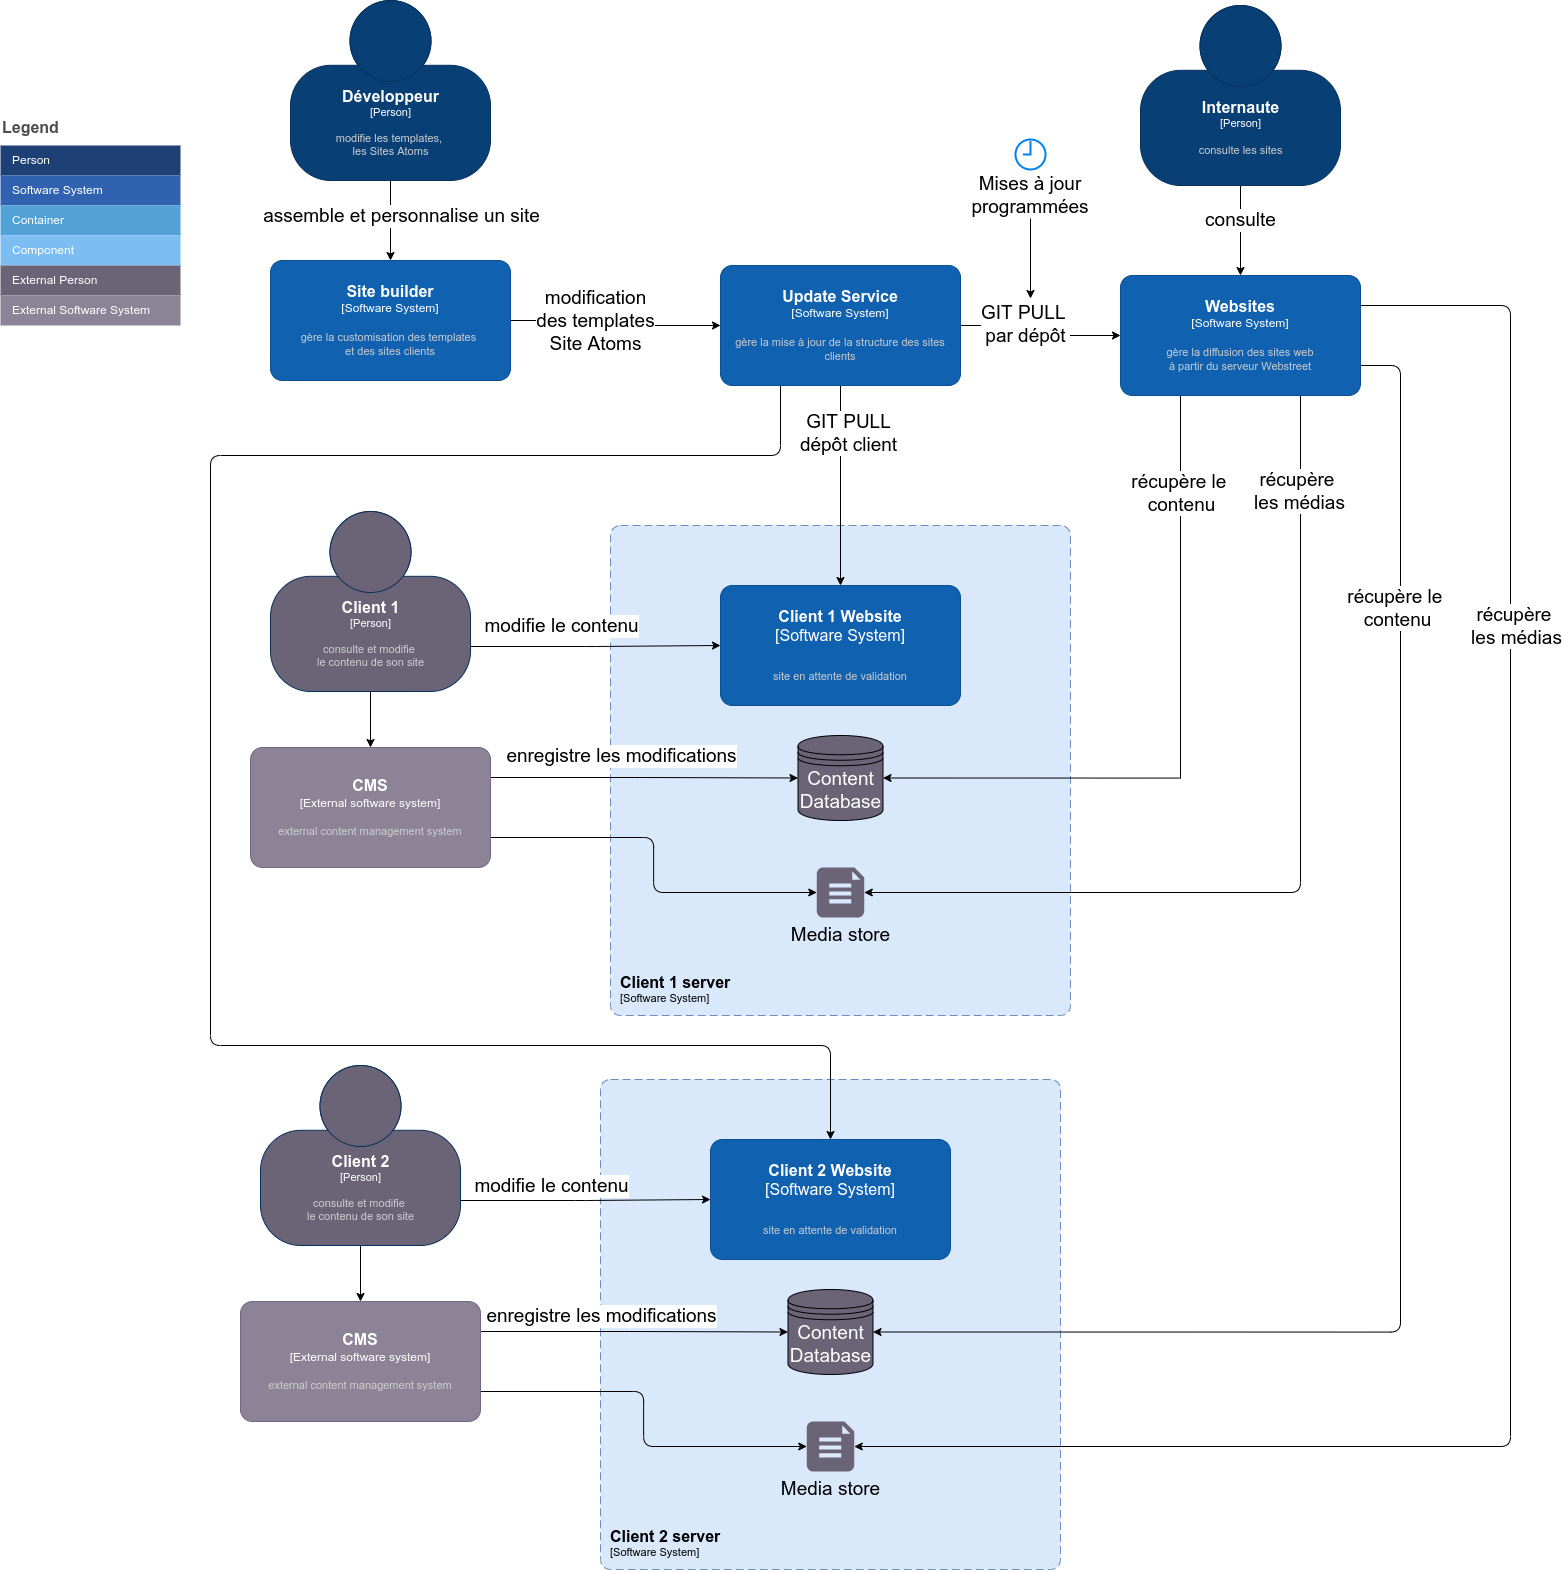 Développeur
[Person]
modifie les templates,
les Sites Atoms
Internaute
[Person]
consulte les sites
Legend
Person
Software System
Container
Component
External Person
External Software System
Mises à jour
programmées
assemble et personnalise un site
consulte
Site builder
[Software System]
gère la customisation des templates
et des sites clients
modification
des templates
Site Atoms
Update Service
[Software System]
gère la mise à jour de la structure des sites
clients
GIT PULL
par dépôt
Websites
[Software System]
gère la diffusion des sites web
à partir du serveur Webstreet
GIT PULL
dépôt client
récupère le
contenu
récupère
les médias
récupère le
contenu
récupère
les médias
Client 1
[Person]
consulte et modifie
le contenu de son site
modifie le contenu
Client 1 Website
[Software System]
site en attente de validation
CMS
[External software system]
external content management system
enregistre les modifications
Content
Database
Media store
Client 1 server
[Software System]
Client 2
[Person]
consulte et modifie
le contenu de son site
modifie le contenu
Client 2 Website
[Software System]
site en attente de validation
CMS
[External software system]
external content management system
enregistre les modifications
Content
Database
Media store
Client 2 server
[Software System]